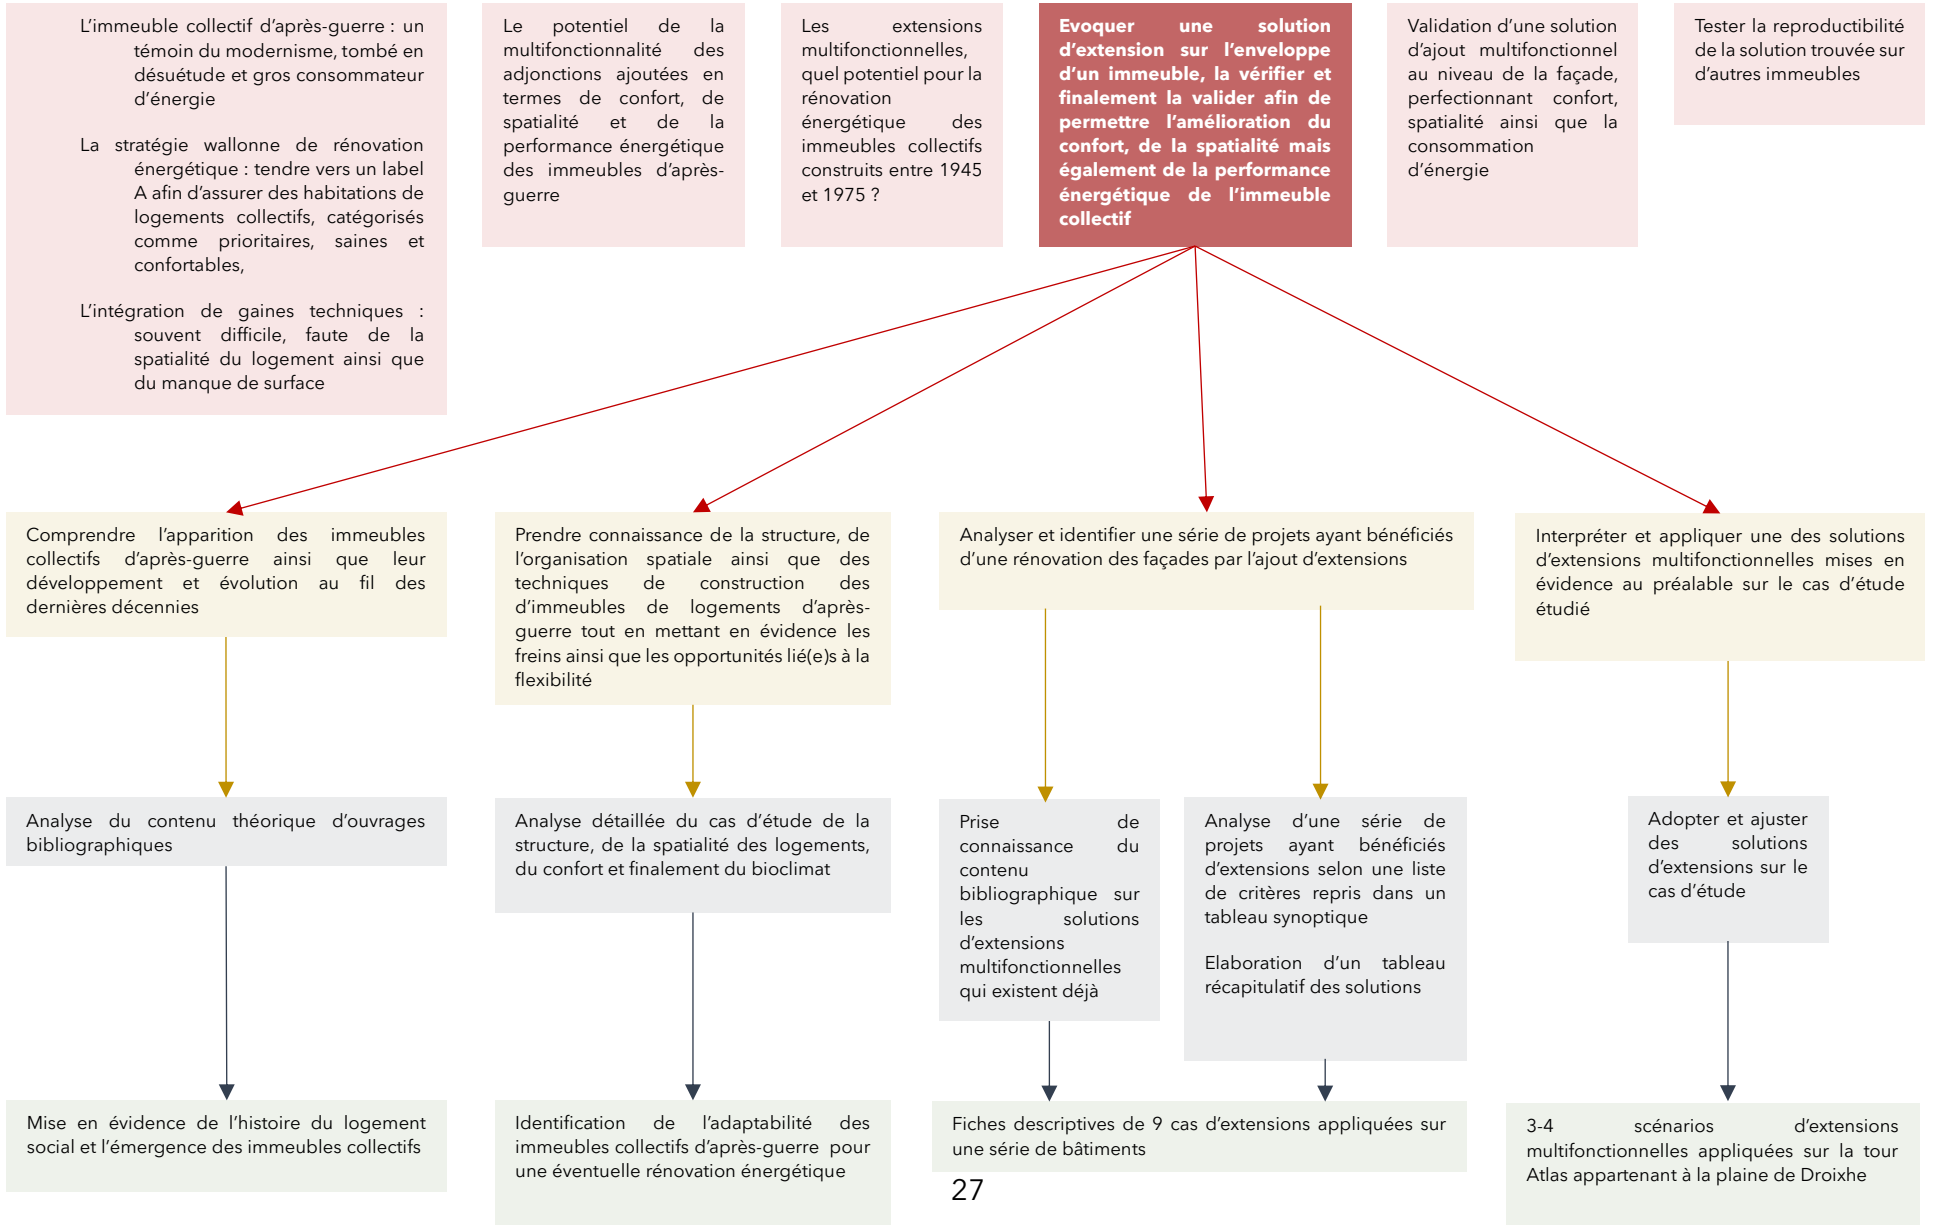 L'immeuble collectif d'après-guerre : un
témoin du modernisme, tombé en
désuétude et gros consommateur
d'énergie
La stratégie wallonne de rénovation
énergétique : tendre vers un label
A afin d'assurer des habitations de
logements collectifs, catégorisés
comme prioritaires, saines et
confortables,
L'intégration de gaines techniques :
souvent difficile, faute de la
spatialité du logement ainsi que
du manque de surface
Le potentiel de la
multifonctionnalité des
adjonctions ajoutées en
termes de confort, de
spatialité et de la
performance énergétique
des immeubles d'après-
guerre
Les extensions
multifonctionnelles,
quel potentiel pour la
rénovation
énergétique des
immeubles collectifs
construits entre 1945
et 1975 ?
Evoquer une solution
d'extension sur l'enveloppe
d'un immeuble, la vérifier et
finalement la valider afin de
permettre l'amélioration du
confort, de la spatialité mais
également de la performance
énergétique de l'immeuble
collectif
Validation d'une solution
d'ajout multifonctionnel
au niveau de la façade,
perfectionnant confort,
spatialité ainsi que la
consommation
d'énergie
Tester la reproductibilité
de la solution trouvée sur
d'autres immeubles
Comprendre l'apparition des immeubles
collectifs d'après-guerre ainsi que leur
développement et évolution au fil des
dernières décennies
Prendre connaissance de la structure, de
l'organisation spatiale ainsi que des
techniques de construction des
d'immeubles de logements d'après-
guerre tout en mettant en évidence les
freins ainsi que les opportunités lié(e)s à la
flexibilité
Analyser et identifier une série de projets ayant bénéficiés
d'une rénovation des façades par l'ajout d'extensions
Interpréter et appliquer une des solutions
d'extensions multifonctionnelles mises en
évidence au préalable sur le cas d'étude
étudié
Analyse du contenu théorique d'ouvrages
bibliographiques
Analyse détaillée du cas d'étude de la
structure, de la spatialité des logements,
du confort et finalement du bioclimat
Prise de
connaissance du
contenu
bibliographique sur
les solutions
d'extensions
multifonctionnelles
qui existent déjà
Analyse d'une série de
projets ayant bénéficiés
d'extensions selon une liste
de critères repris dans un
tableau synoptique
Elaboration d'un tableau
récapitulatif des solutions
Adopter et ajuster
des solutions
d'extensions sur le
cas d'étude
Mise en évidence de l'histoire du logement
social et l'émergence des immeubles collectifs
Identification de l'adaptabilité des
immeubles collectifs d'après-guerre pour
une éventuelle rénovation énergétique
Fiches descriptives de 9 cas d'extensions appliquées sur
une série de bâtiments
3-4 scénarios d'extensions
multifonctionnelles appliquées sur la tour
Atlas appartenant à la plaine de Droixhe
27